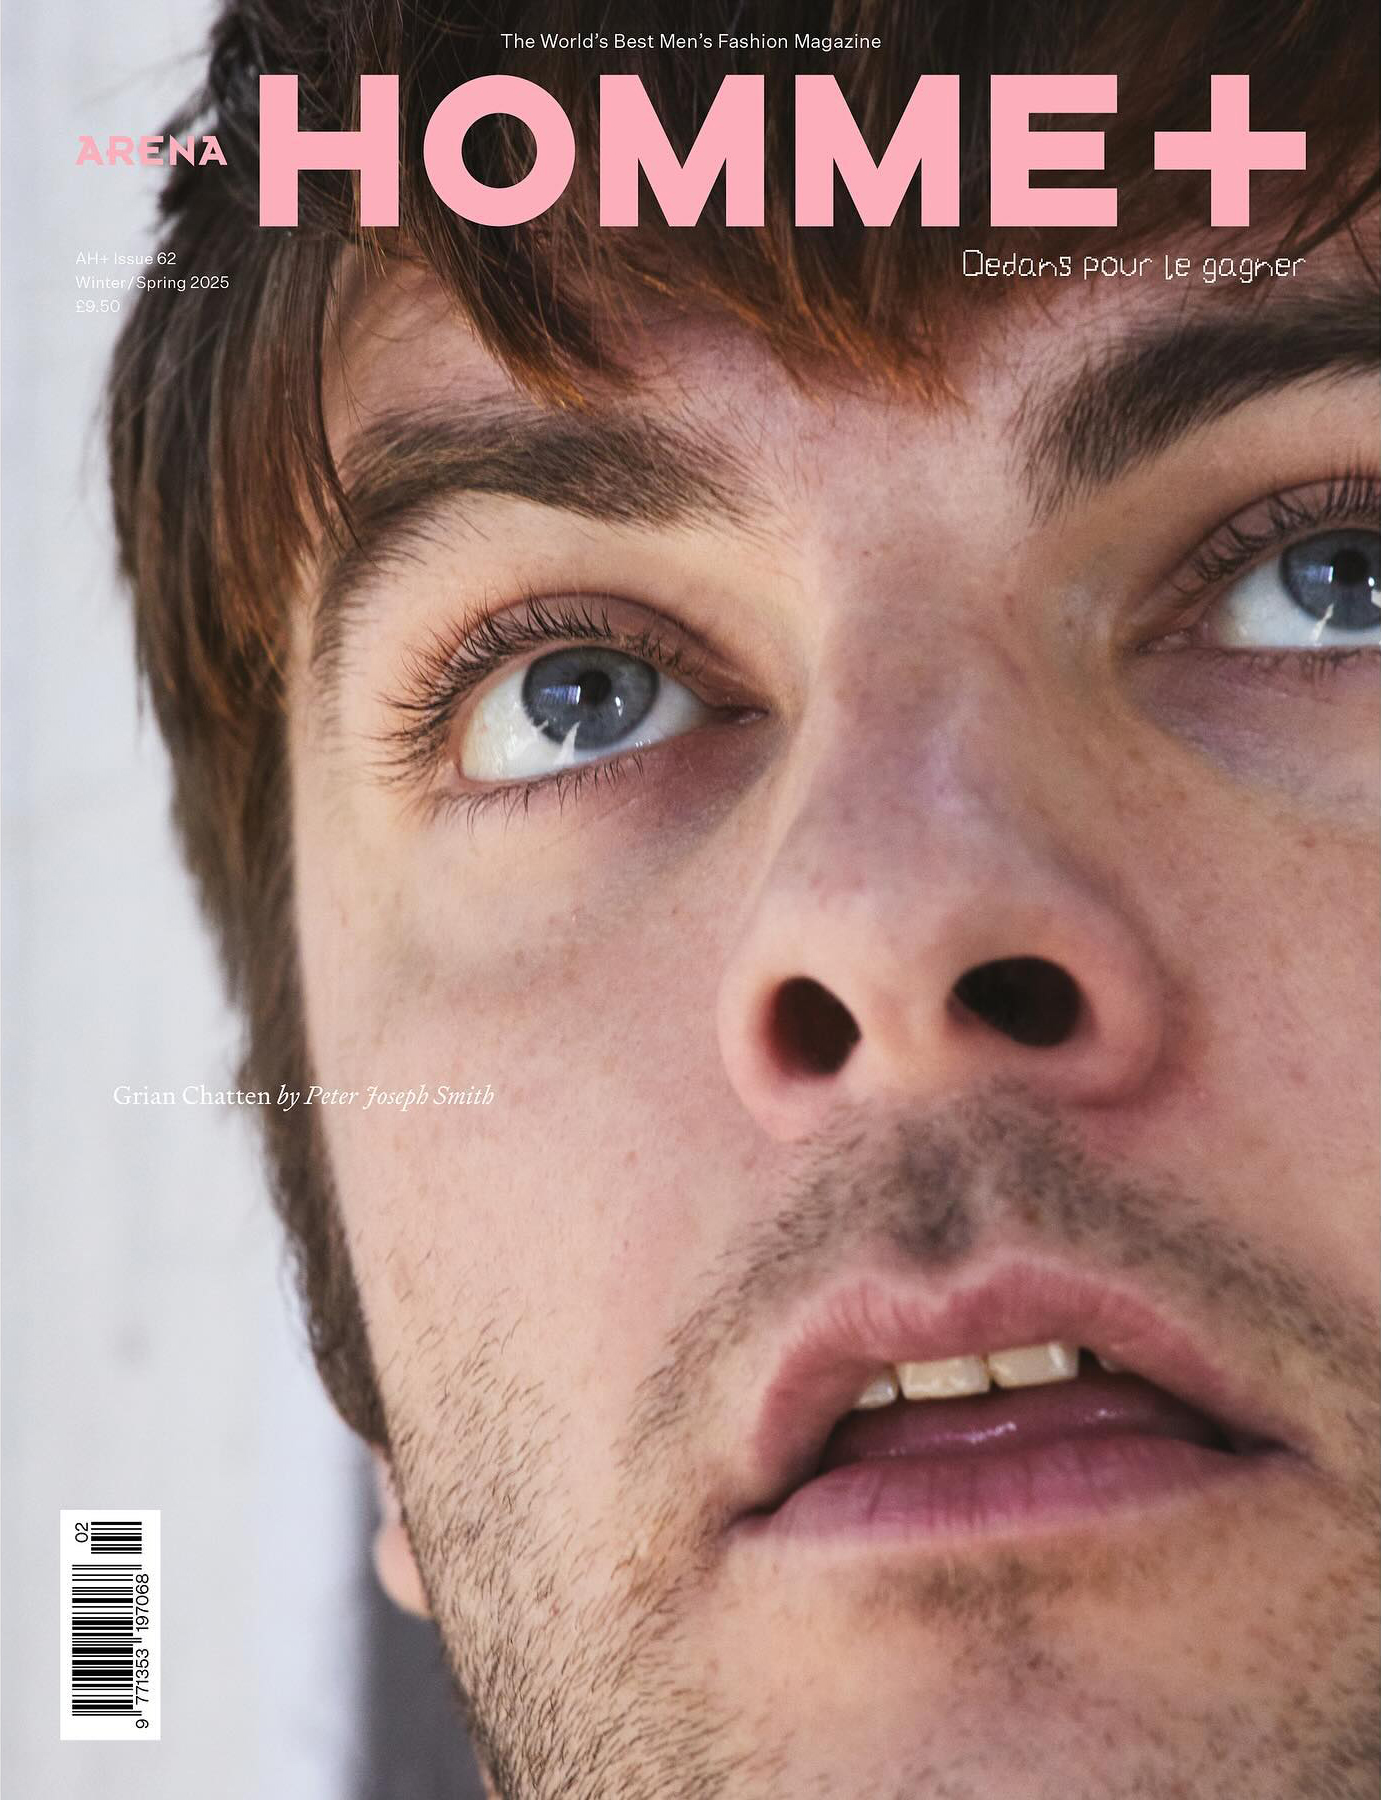 The World's Best Men's Fashion Magazine
ARENA HOMME+
AH+ Issue 62
Winter/Spring 2025
£9.50
Dedans pour le gagner
Grian Chatten by Peter Joseph Smith
02
9 771353 197068